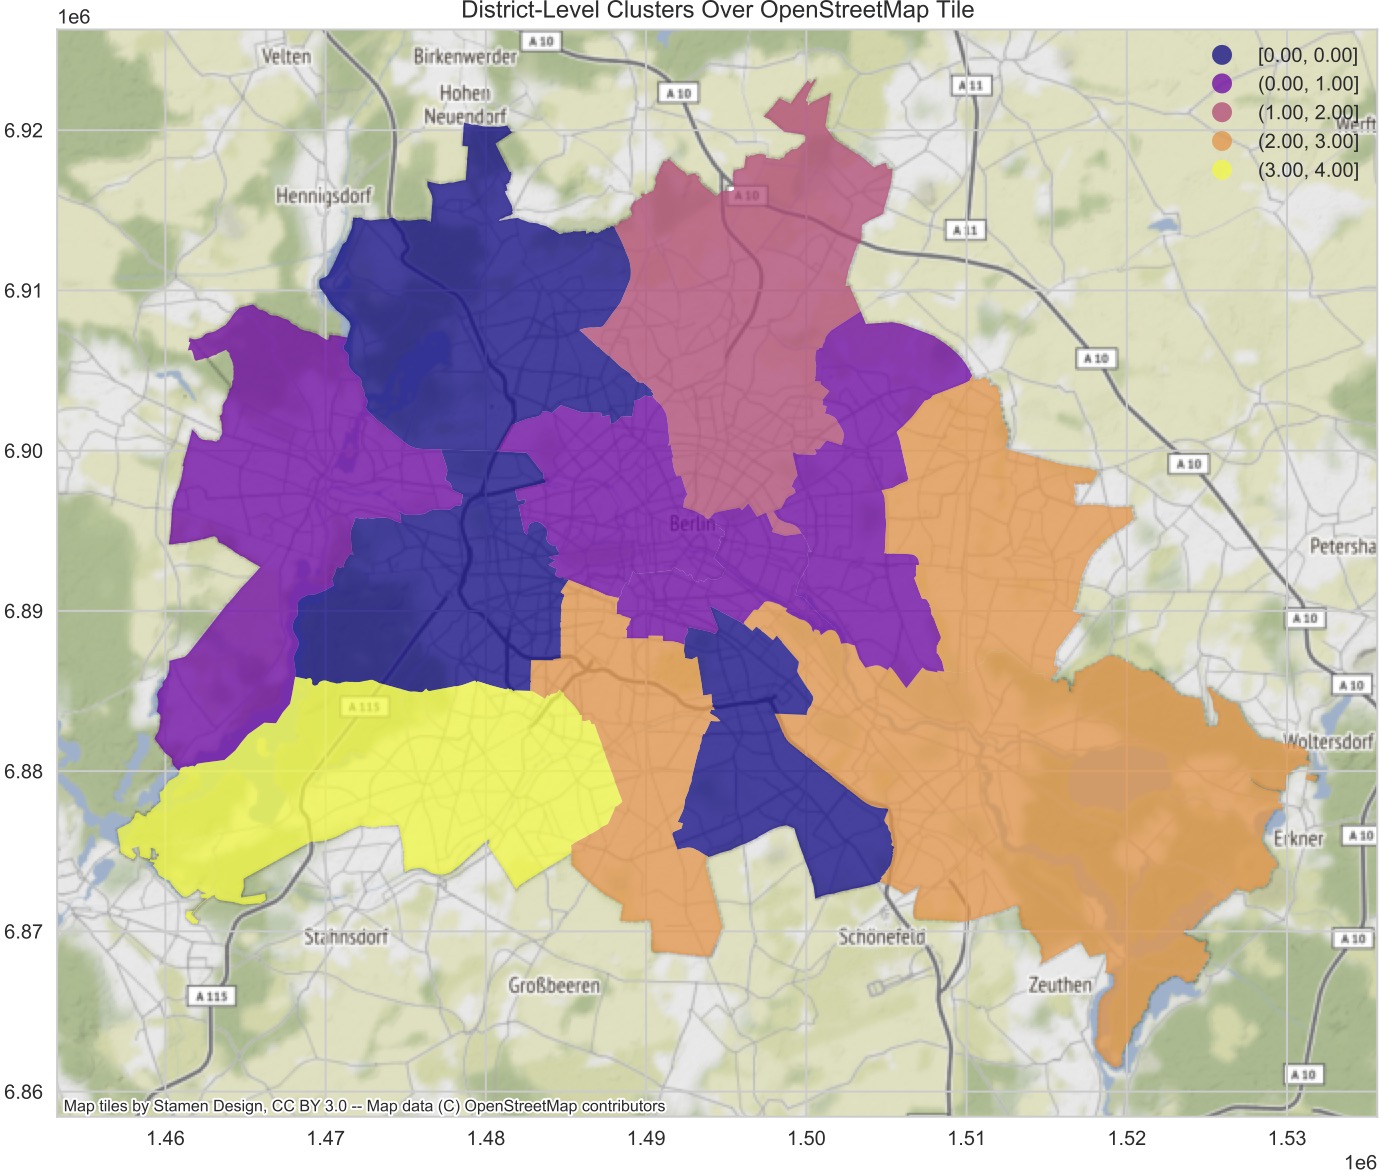 District-Level Clusters Over OpenStreetMap Tile
1e6
[0.00, 0.00]
(0.00, 1.00]
(1.00, 2.00]
(2.00, 3.00]
(3.00, 4.00]
Velten
Birkenwerder
A 10
A 10
A 11
Hohen
Neuendorf
Werft
6.92
Hennigsdorf
A 10
A 11
6.91
A 10
6.90
A 10
Berlin
Petersha
6.89
A 10
A 10
A 115
Woltersdorf
6.88
Erkner
A 10
6.87
Stahnsdorf
Schönefeld
A 10
Großbeeren
Zeuthen
A 115
A 10
6.86
Map tiles by Stamen Design, CC BY 3.0 -- Map data (C) OpenStreetMap contributors
1.46 1.47 1.48 1.49 1.50 1.51 1.52 1.53
1e6